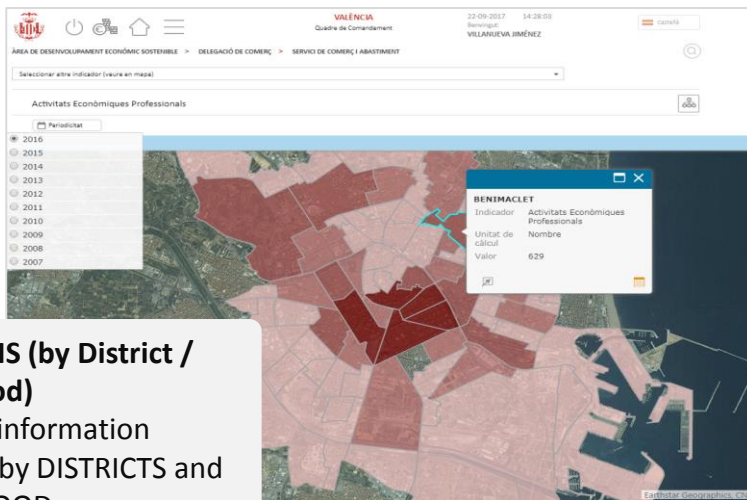 VALÈNCIA
Quadre de Comandament
22-09-2017 14:28:03
Benvingut
VILLANUEVA JIMÉNEZ
castellà
ÀREA DE DESENVOLUPAMENT ECONÒMIC SOSTENIBLE > DELEGACIÓ DE COMERÇ > SERVICI DE COMERÇ I ABASTIMENT
Seleccionar altre indicador (veure en mapa)
Activitats Econòmiques Professionals
Periodicitat
2016
2015
2014
2013
2012
2011
2010
2009
2008
2007
BENIMACLET
Indicador Activitats Econòmiques Professionals
Unitat de càlcul Nombre
Valor 629
IS (by District /
od)
information
by DISTRICTS and
Earthstar Geographics, CN